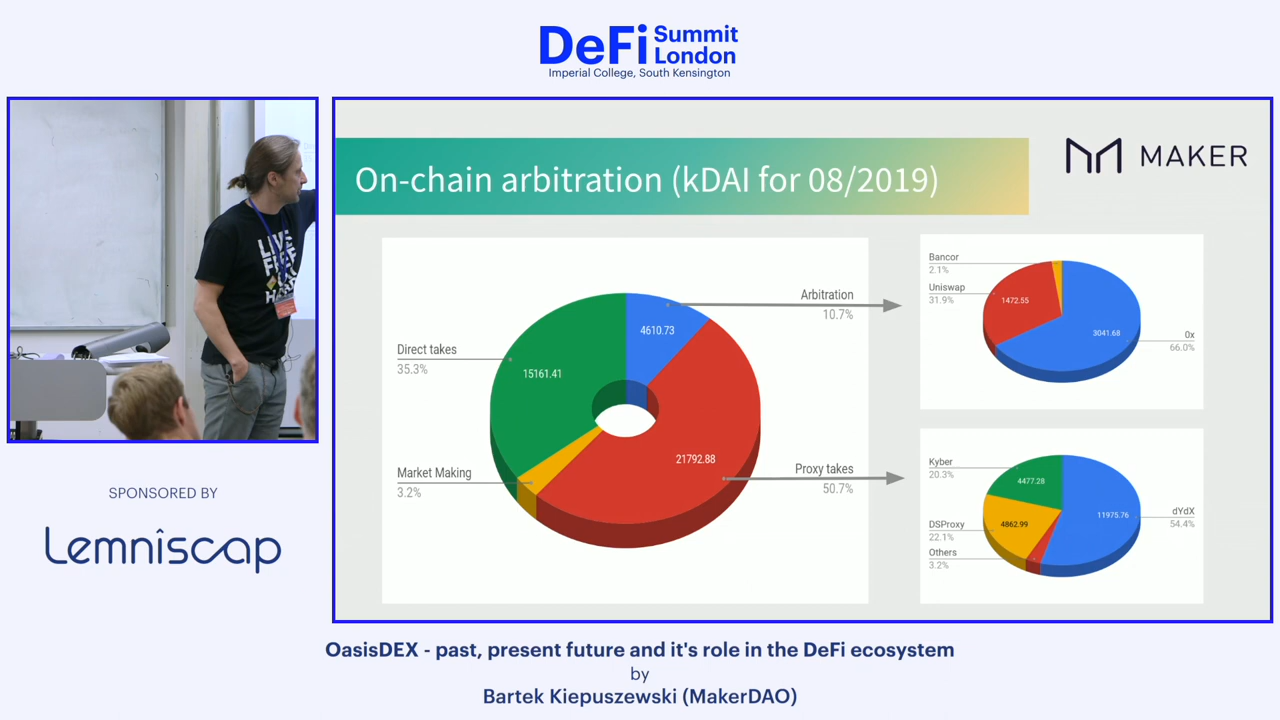 DeFi Summit
London
Imperial College, South Kensington
LIVE
FREE
HARD
On-chain arbitration (kDAI for 08/2019)
MAKER
Direct takes
35.3%
15161.41
4610.73
Arbitration
10.7%
Market Making
3.2%
21792.88
Proxy takes
50.7%
Bancor
2.1%
Uniswap
31.9%
1472.55
3041.68
0x
66.0%
Kyber
20.3%
4477.28
11975.76
dYdX
54.4%
DSProxy
22.1%
4862.99
Others
3.2%
SPONSORED BY
Lemniscap
OasisDEX - past, present future and it's role in the DeFi ecosystem
by
Bartek Kiepuszewski (MakerDAO)